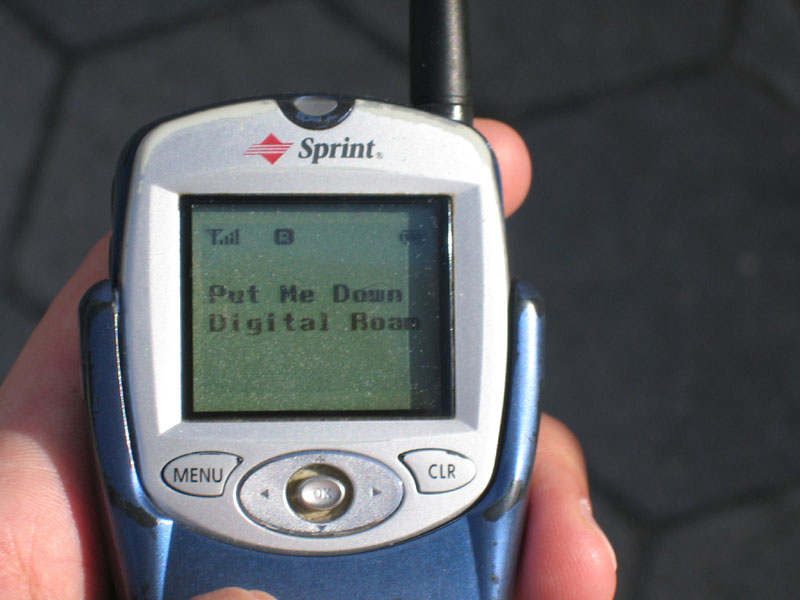 Sprint®
R
Put Me Down
Digital Roam
MENU
OK
CLR